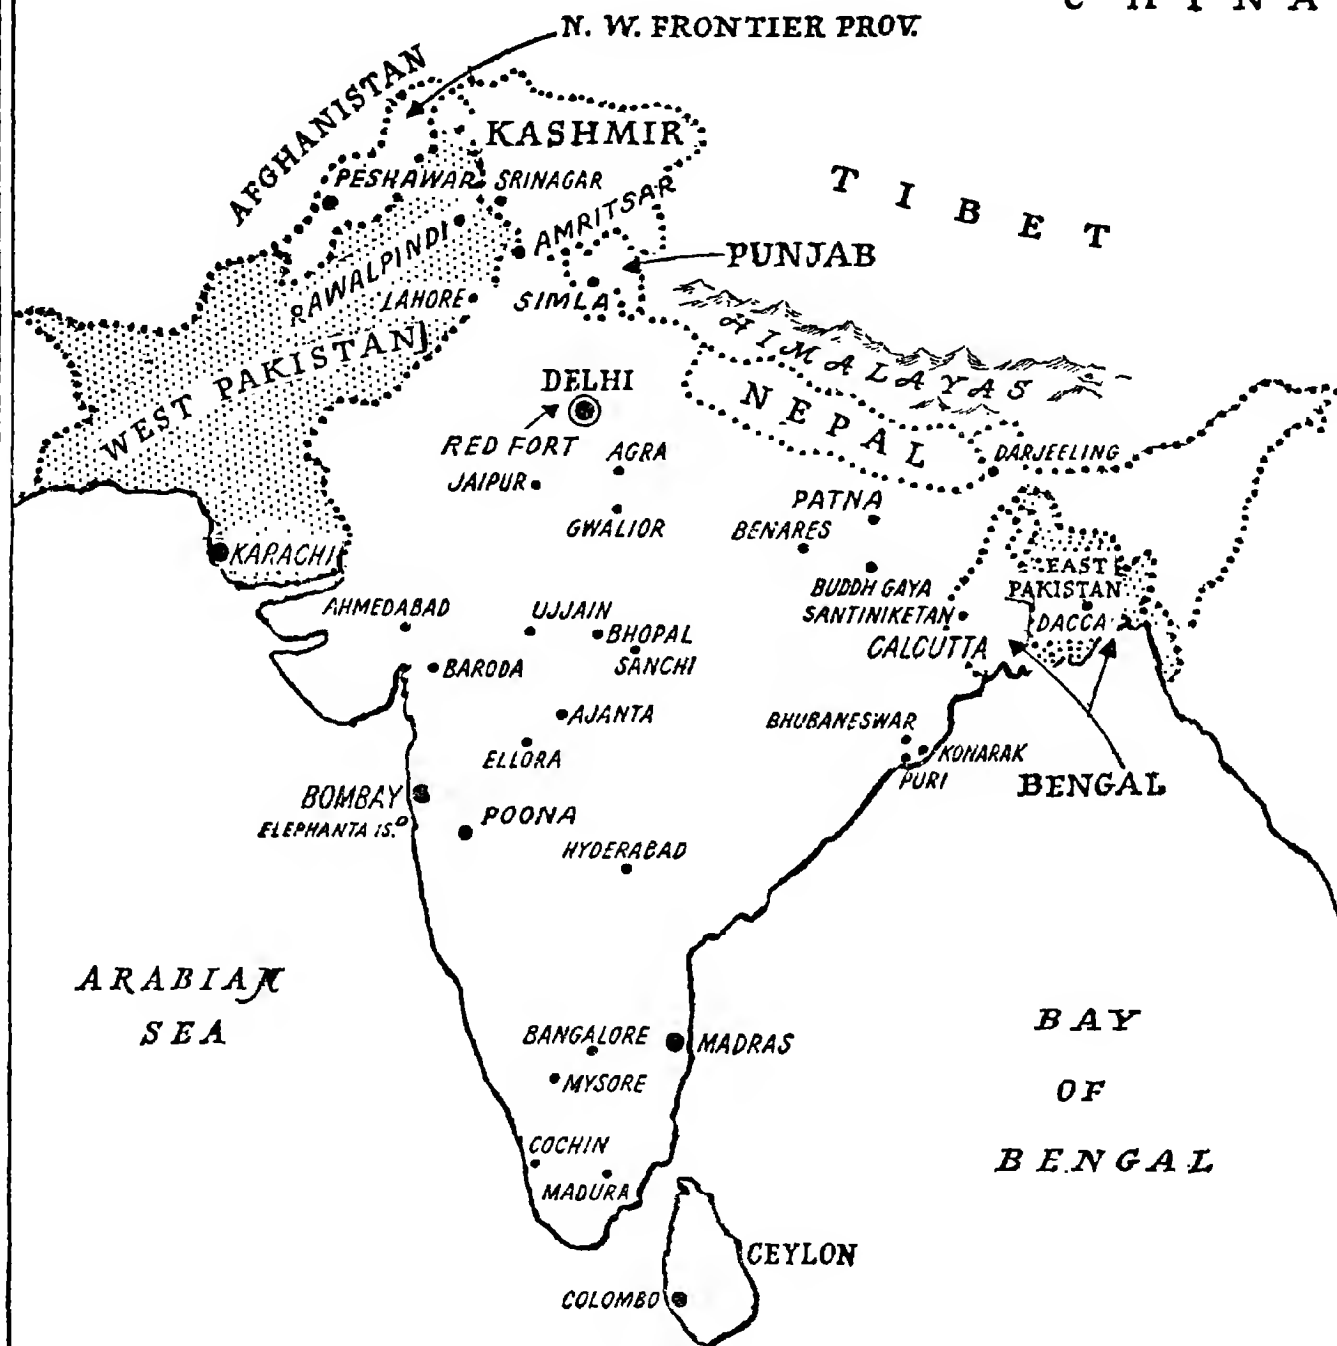 CHINA
N. W. FRONTIER PROV.
AFGHANISTAN
KASHMIR
PESHAWAR
SRINAGAR
TIBET
AMRITSAR
PUNJAB
RAWALPINDI
LAHORE
SIMLA
HIMALAYAS
WEST PAKISTAN
DELHI
NEPAL
RED FORT
AGRA
DARJEELING
JAIPUR
PATNA
GWALIOR
BENARES
KARACHI
EAST
PAKISTAN
BUDDH GAYA
AHMEDABAD
UJJAIN
SANTINIKETAN
DACCA
BHOPAL
CALCUTTA
BARODA
SANCHI
AJANTA
BHUBANESWAR
ELLORA
KONARAK
PURI
BENGAL
BOMBAY
POONA
ELEPHANTA IS.
HYDERABAD
ARABIAN
SEA
BAY
OF
BENGAL
BANGALORE
MADRAS
MYSORE
COCHIN
MADURA
CEYLON
COLOMBO